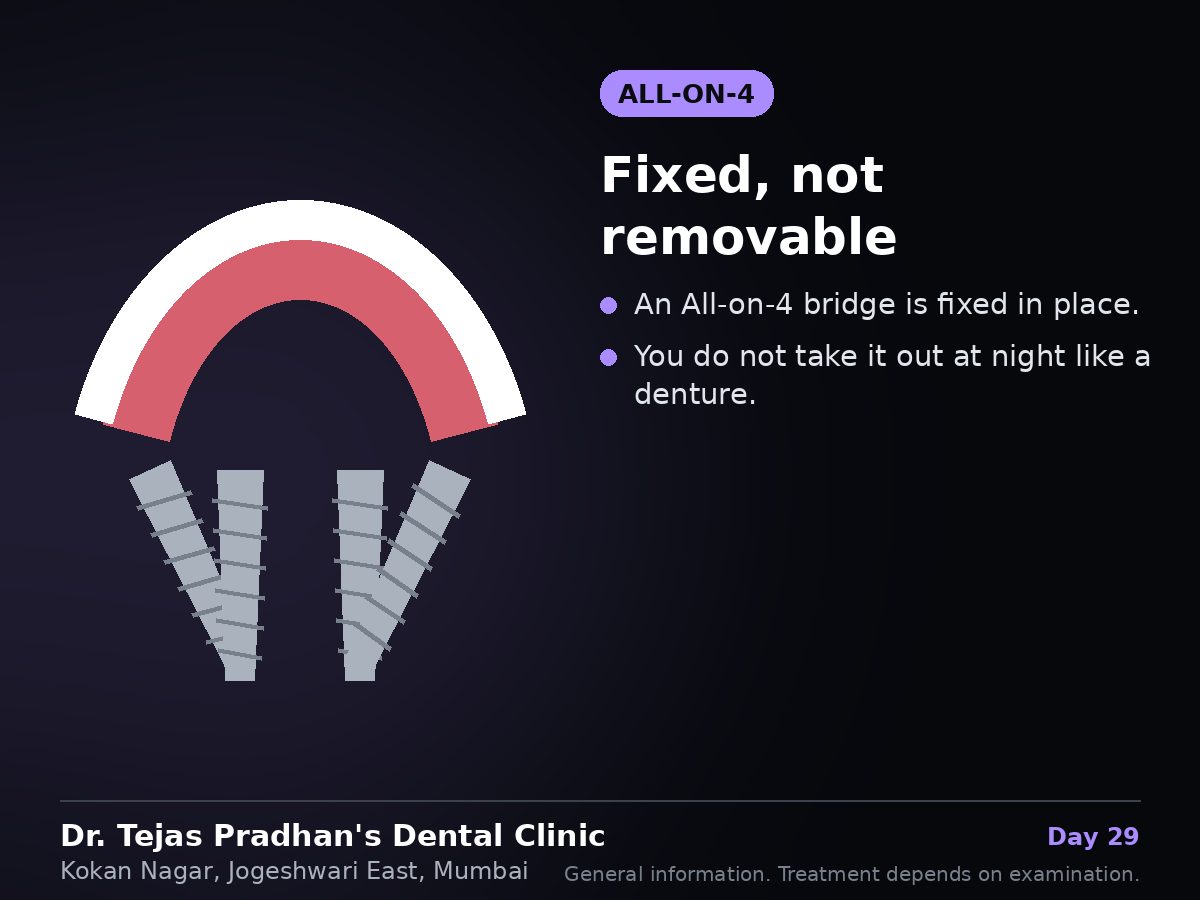 ALL-ON-4
Fixed, not
removable
An All-on-4 bridge is fixed in place.
You do not take it out at night like a
denture.
Dr. Tejas Pradhan's Dental Clinic
Day 29
Kokan Nagar, Jogeshwari East, Mumbai
General information. Treatment depends on examination.